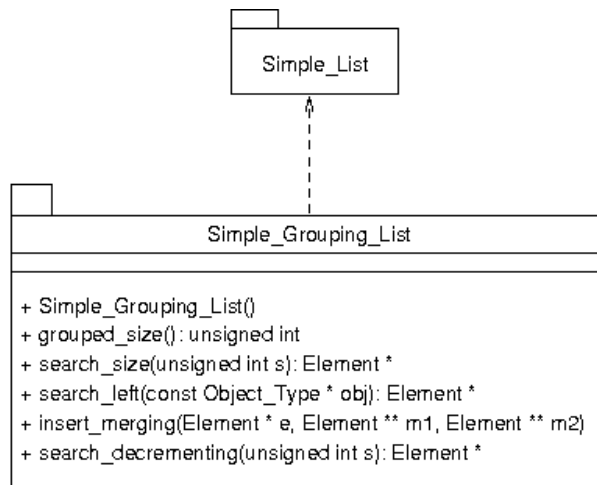 Simple_List
Simple_Grouping_List
+ Simple_Grouping_List()
+ grouped_size(): unsigned int
+ search_size(unsigned int s): Element *
+ search_left(const Object_Type * obj): Element *
+ insert_merging(Element * e, Element ** m1, Element ** m2)
+ search_decrementing(unsigned int s): Element *